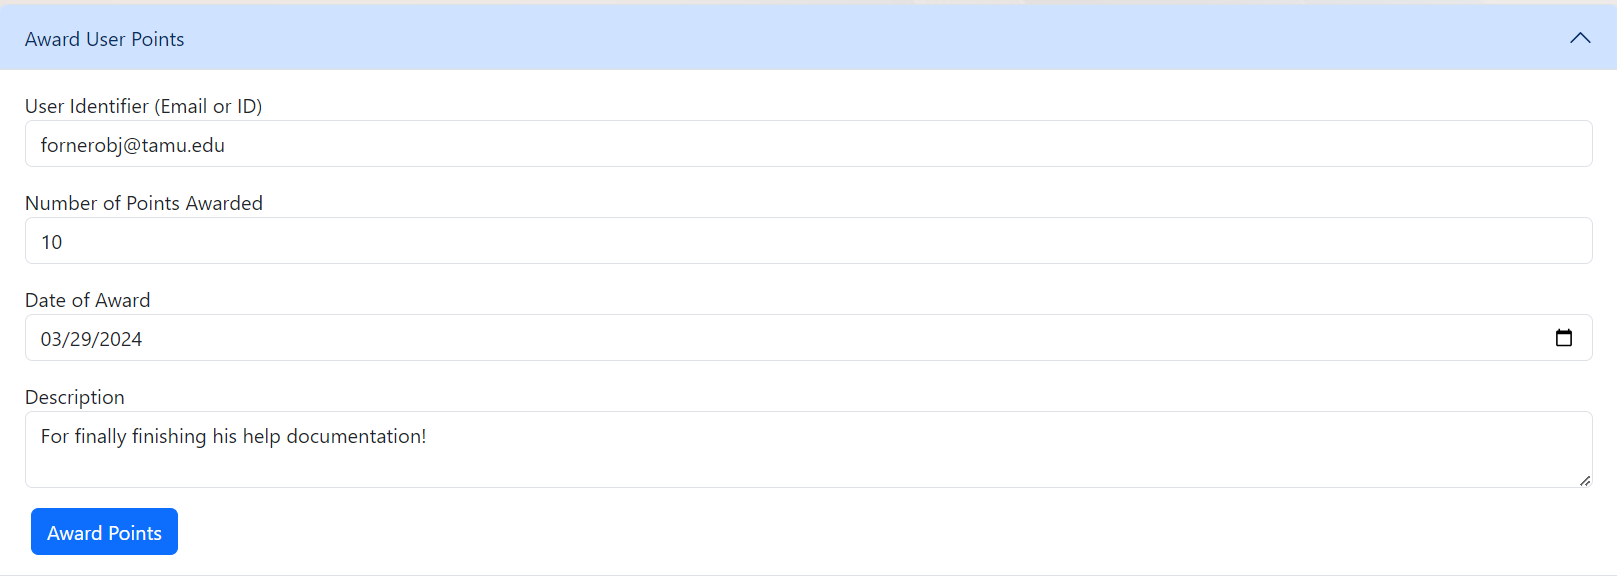 Award User Points
User Identifier (Email or ID)
fornerobj@tamu.edu
Number of Points Awarded
10
Date of Award
03/29/2024
Description
For finally finishing his help documentation!
Award Points